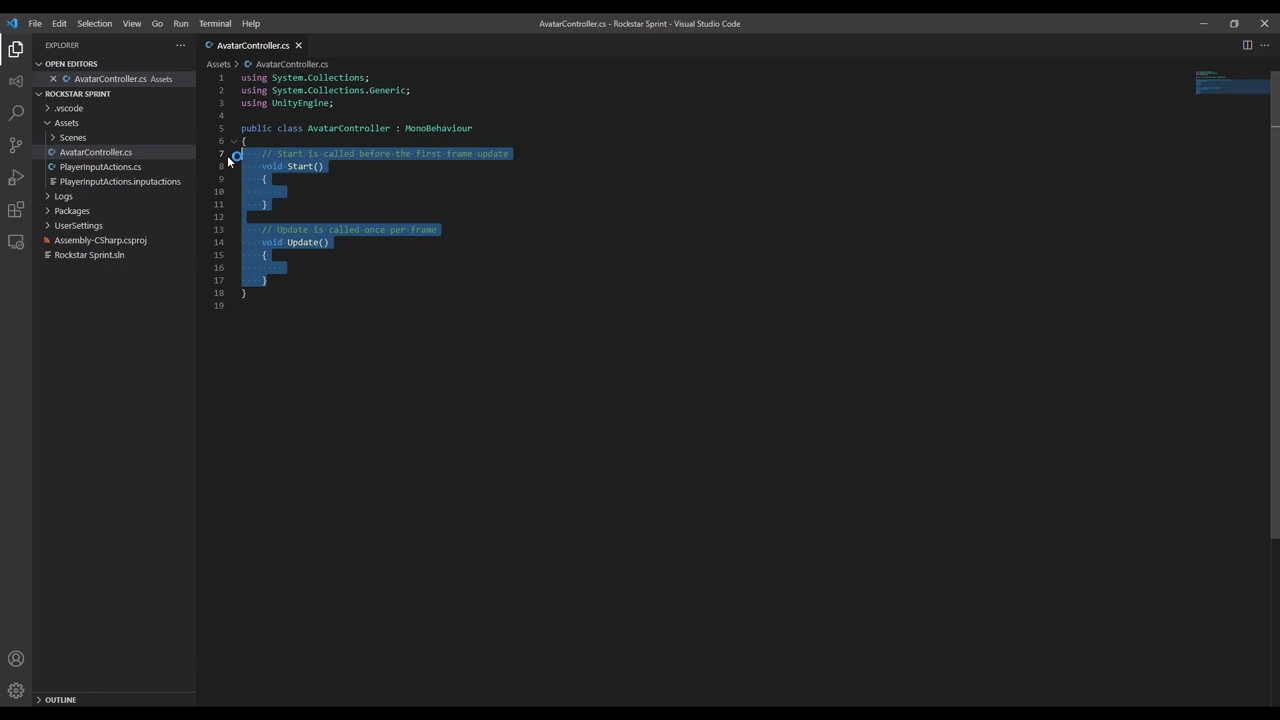 File Edit Selection View Go Run Terminal Help
AvatarController.cs - Rockstar Sprint - Visual Studio Code
EXPLORER
AvatarController.cs
OPEN EDITORS
AvatarController.cs Assets
ROCKSTAR SPRINT
.vscode
Assets
Scenes
AvatarController.cs
PlayerInputActions.cs
PlayerInputActions.inputactions
Logs
Packages
UserSettings
Assembly-CSharp.csproj
Rockstar Sprint.sln
OUTLINE
Assets > AvatarController.cs
1 using System.Collections;
2 using System.Collections.Generic;
3 using UnityEngine;
4
5 public class AvatarController : MonoBehaviour
6 {
7 // Start is called before the first frame update
8 void Start()
9 {
10
11 }
12
13 // Update is called once per frame
14 void Update()
15 {
16
17 }
18 }
19